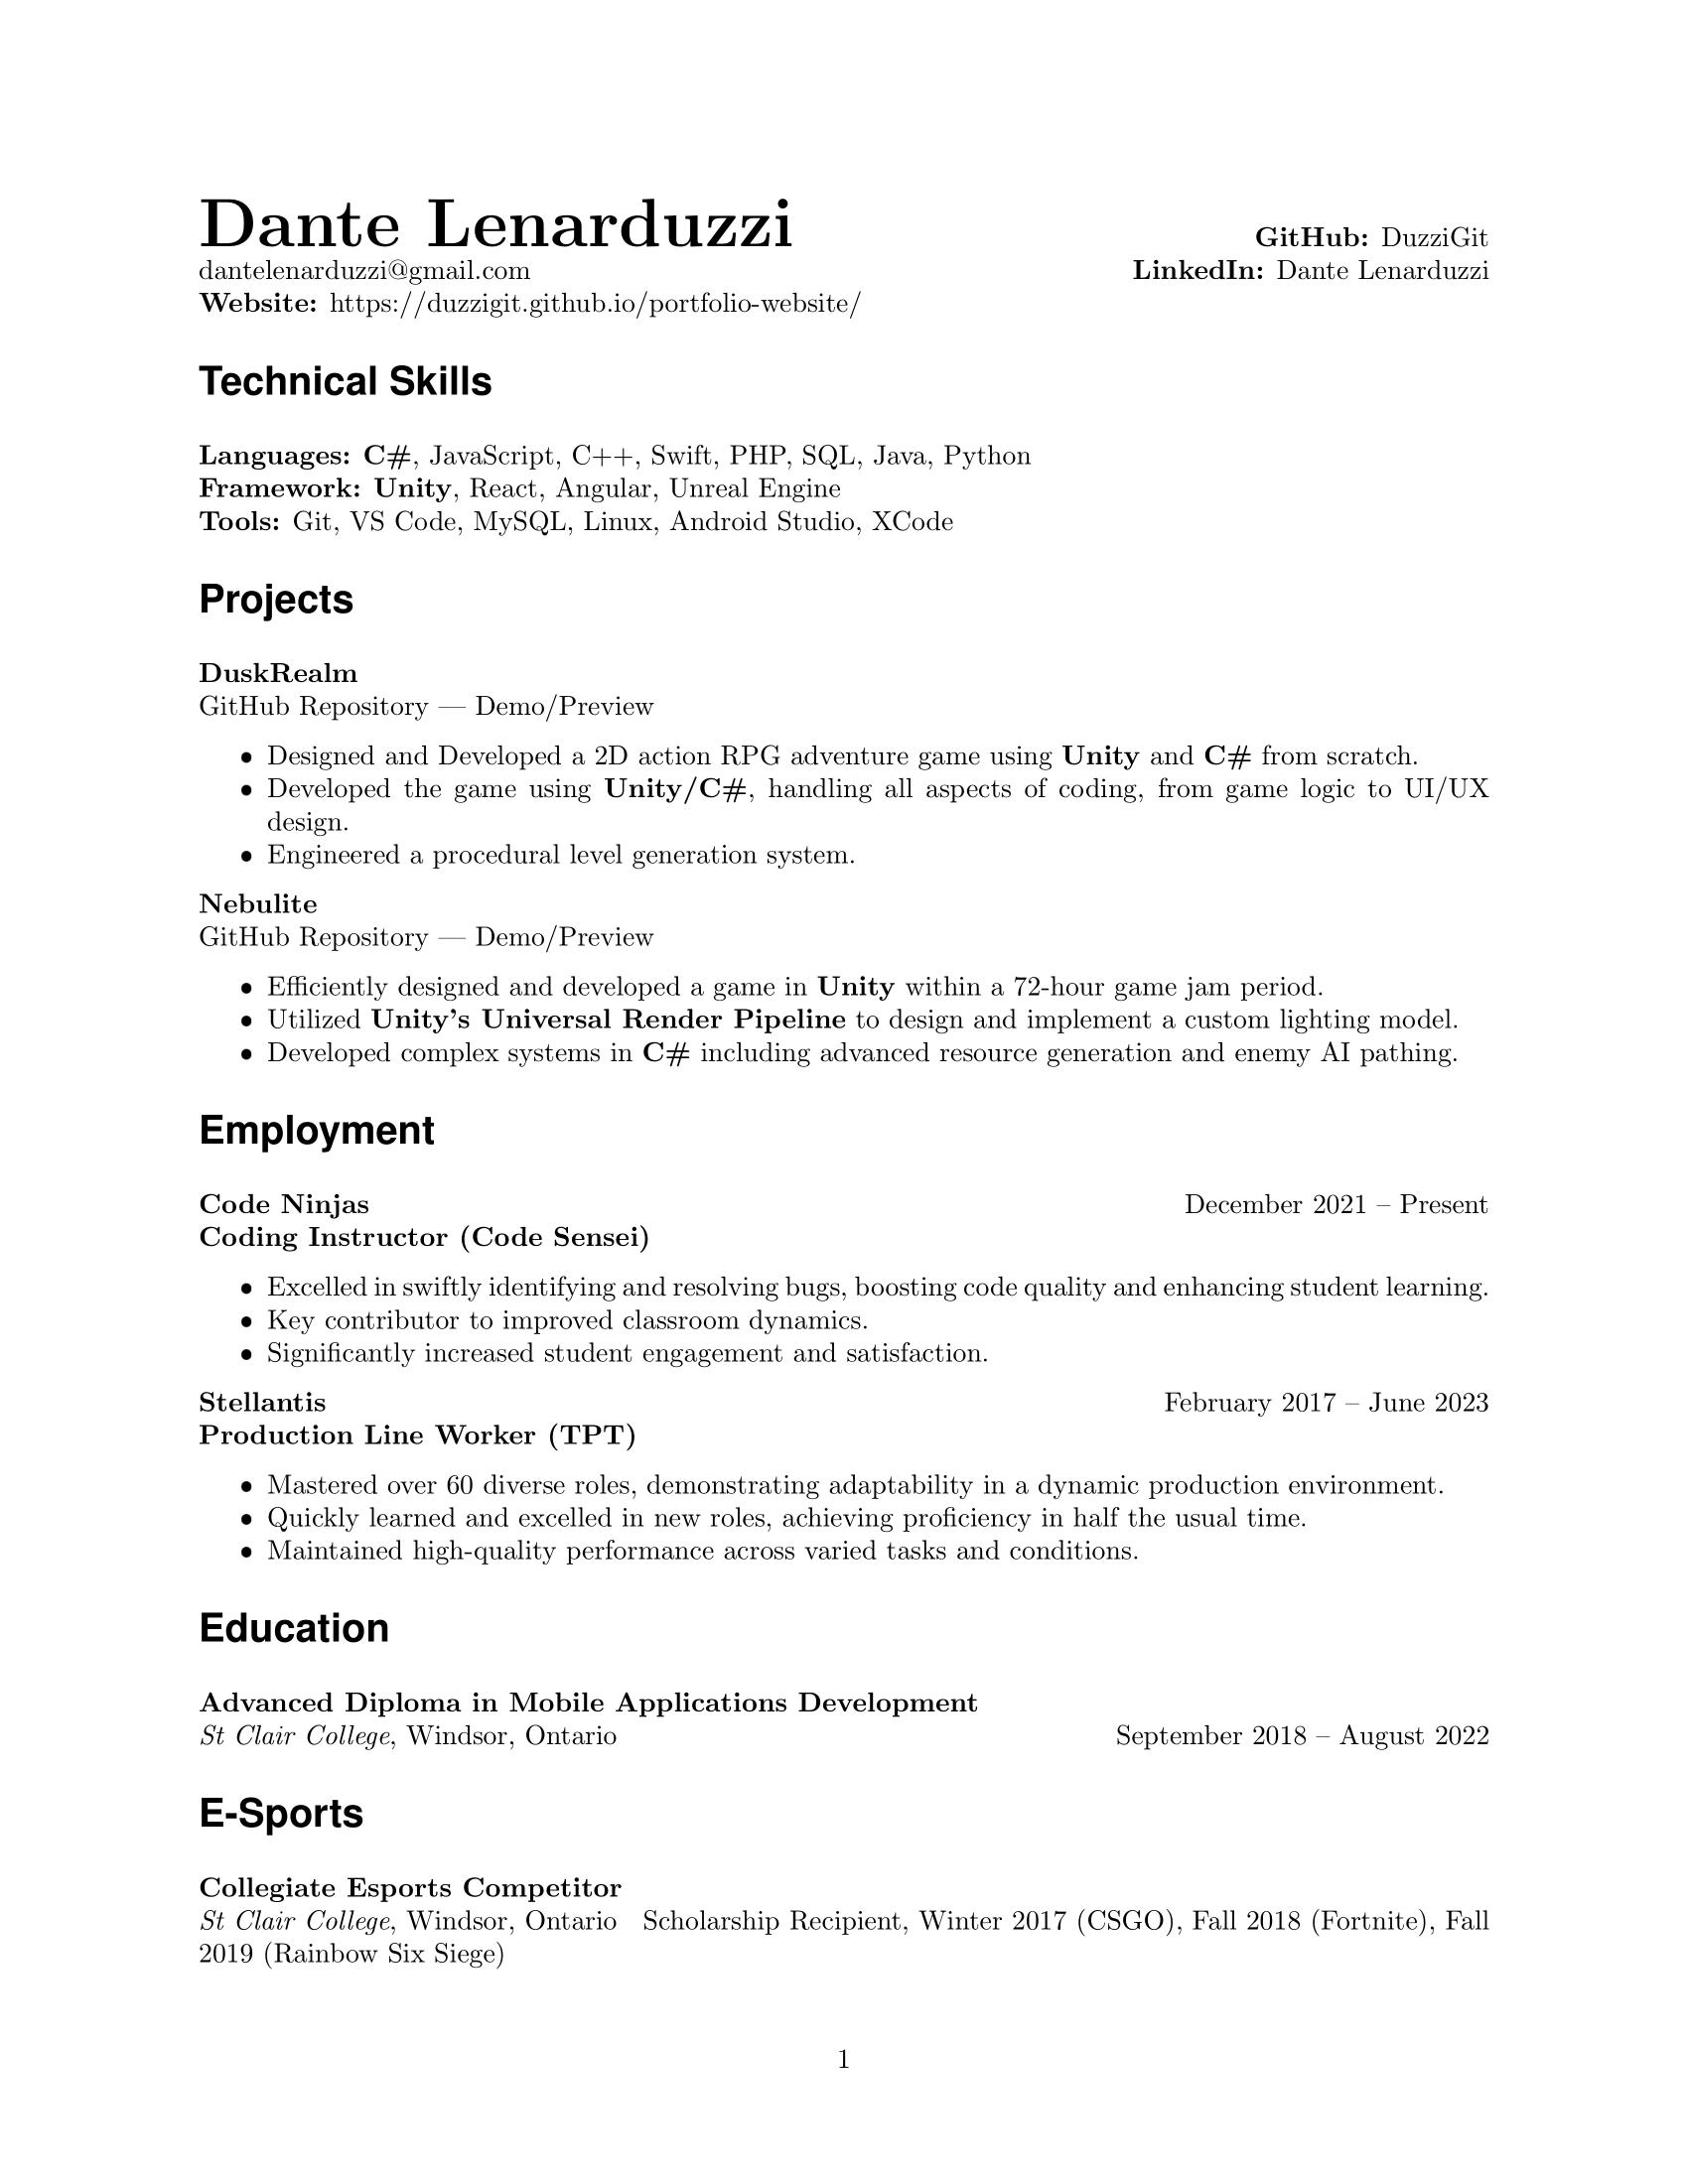 Dante Lenarduzzi
GitHub: DuzziGit
dantelenarduzzi@gmail.com
LinkedIn: Dante Lenarduzzi
Website: https://duzzigit.github.io/portfolio-website/
Technical Skills
Languages: C#, JavaScript, C++, Swift, PHP, SQL, Java, Python
Framework: Unity, React, Angular, Unreal Engine
Tools: Git, VS Code, MySQL, Linux, Android Studio, XCode
Projects
DuskRealm
GitHub Repository — Demo/Preview
• Designed and Developed a 2D action RPG adventure game using Unity and C# from scratch.
• Developed the game using Unity/C#, handling all aspects of coding, from game logic to UI/UX
design.
• Engineered a procedural level generation system.
Nebulite
GitHub Repository — Demo/Preview
• Efficiently designed and developed a game in Unity within a 72-hour game jam period.
• Utilized Unity's Universal Render Pipeline to design and implement a custom lighting model.
• Developed complex systems in C# including advanced resource generation and enemy AI pathing.
Employment
Code Ninjas December 2021 – Present
Coding Instructor (Code Sensei)
• Excelled in swiftly identifying and resolving bugs, boosting code quality and enhancing student learning.
• Key contributor to improved classroom dynamics.
• Significantly increased student engagement and satisfaction.
Stellantis February 2017 – June 2023
Production Line Worker (TPT)
• Mastered over 60 diverse roles, demonstrating adaptability in a dynamic production environment.
• Quickly learned and excelled in new roles, achieving proficiency in half the usual time.
• Maintained high-quality performance across varied tasks and conditions.
Education
Advanced Diploma in Mobile Applications Development
St Clair College, Windsor, Ontario September 2018 – August 2022
E-Sports
Collegiate Esports Competitor
St Clair College, Windsor, Ontario Scholarship Recipient, Winter 2017 (CSGO), Fall 2018 (Fortnite), Fall
2019 (Rainbow Six Siege)
1